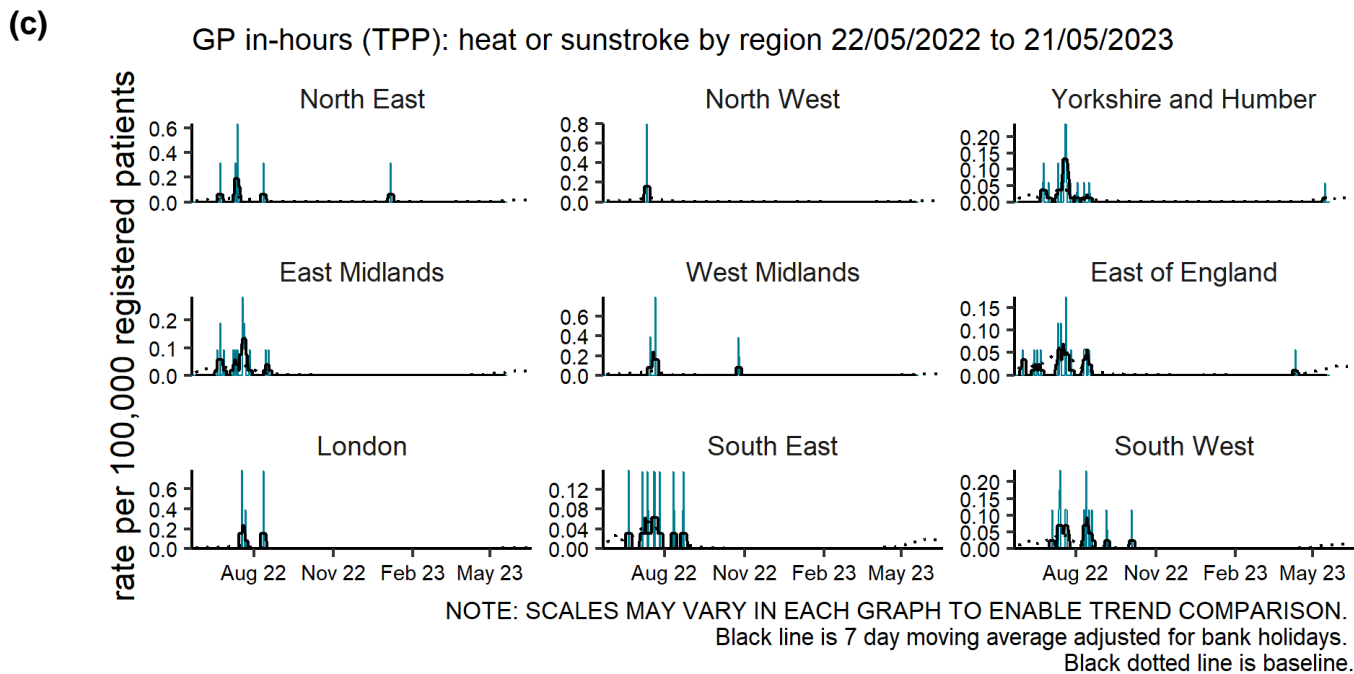 (c)
GP in-hours (TPP): heat or sunstroke by region 22/05/2022 to 21/05/2023
rate per 100,000 registered patients
North East
0.6
0.4
0.2
0.0
North West
0.8
0.6
0.4
0.2
0.0
Yorkshire and Humber
0.20
0.15
0.10
0.05
0.00
East Midlands
0.2
0.1
0.0
West Midlands
0.6
0.4
0.2
0.0
East of England
0.15
0.10
0.05
0.00
London
0.6
0.4
0.2
0.0
Aug 22 Nov 22 Feb 23 May 23
South East
0.12
0.08
0.04
0.00
Aug 22 Nov 22 Feb 23 May 23
South West
0.20
0.15
0.10
0.05
0.00
Aug 22 Nov 22 Feb 23 May 23
NOTE: SCALES MAY VARY IN EACH GRAPH TO ENABLE TREND COMPARISON.
Black line is 7 day moving average adjusted for bank holidays.
Black dotted line is baseline.